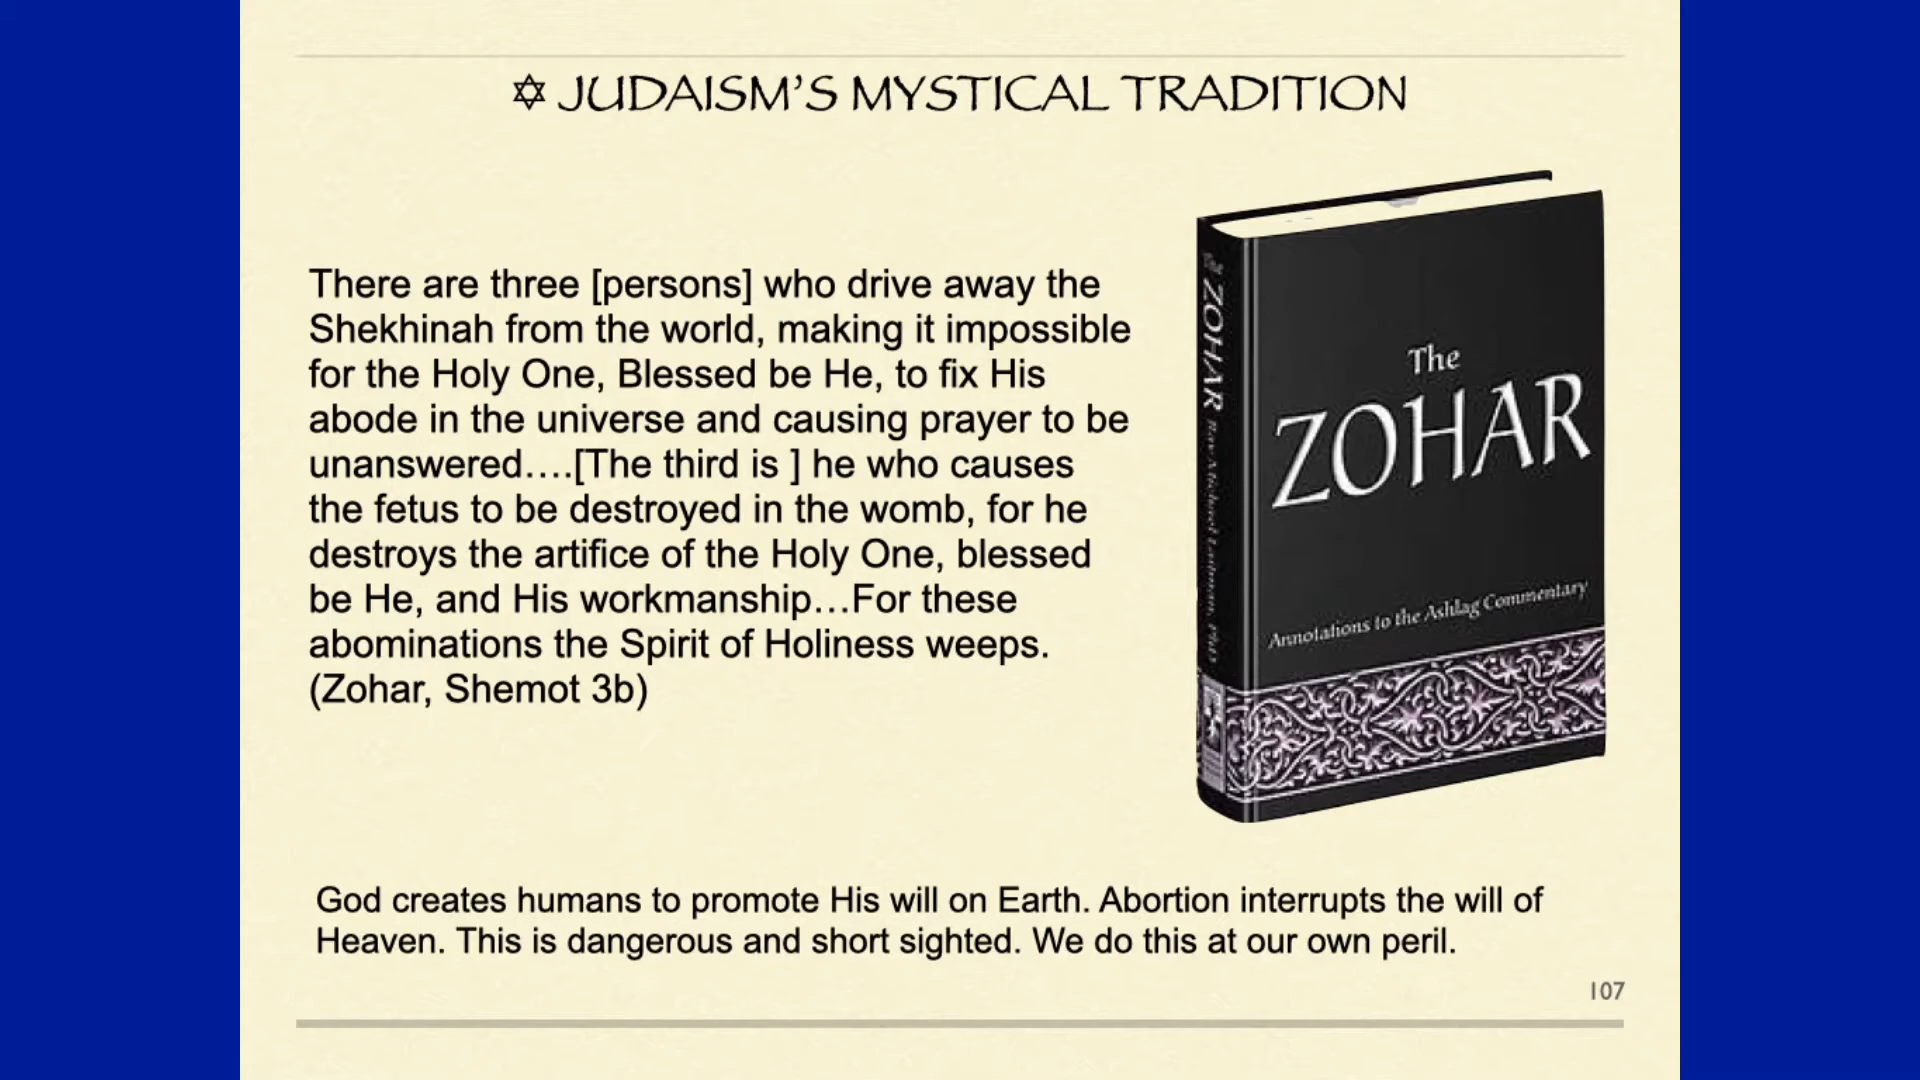 ✡ JUDAISM'S MYSTICAL TRADITION
There are three [persons] who drive away the
Shekhinah from the world, making it impossible
for the Holy One, Blessed be He, to fix His
abode in the universe and causing prayer to be
unanswered….[The third is ] he who causes
the fetus to be destroyed in the womb, for he
destroys the artifice of the Holy One, blessed
be He, and His workmanship…For these
abominations the Spirit of Holiness weeps.
(Zohar, Shemot 3b)
The ZOHAR
The
ZOHAR
Annotations to the Ashlag Commentary
God creates humans to promote His will on Earth. Abortion interrupts the will of
Heaven. This is dangerous and short sighted. We do this at our own peril.
107